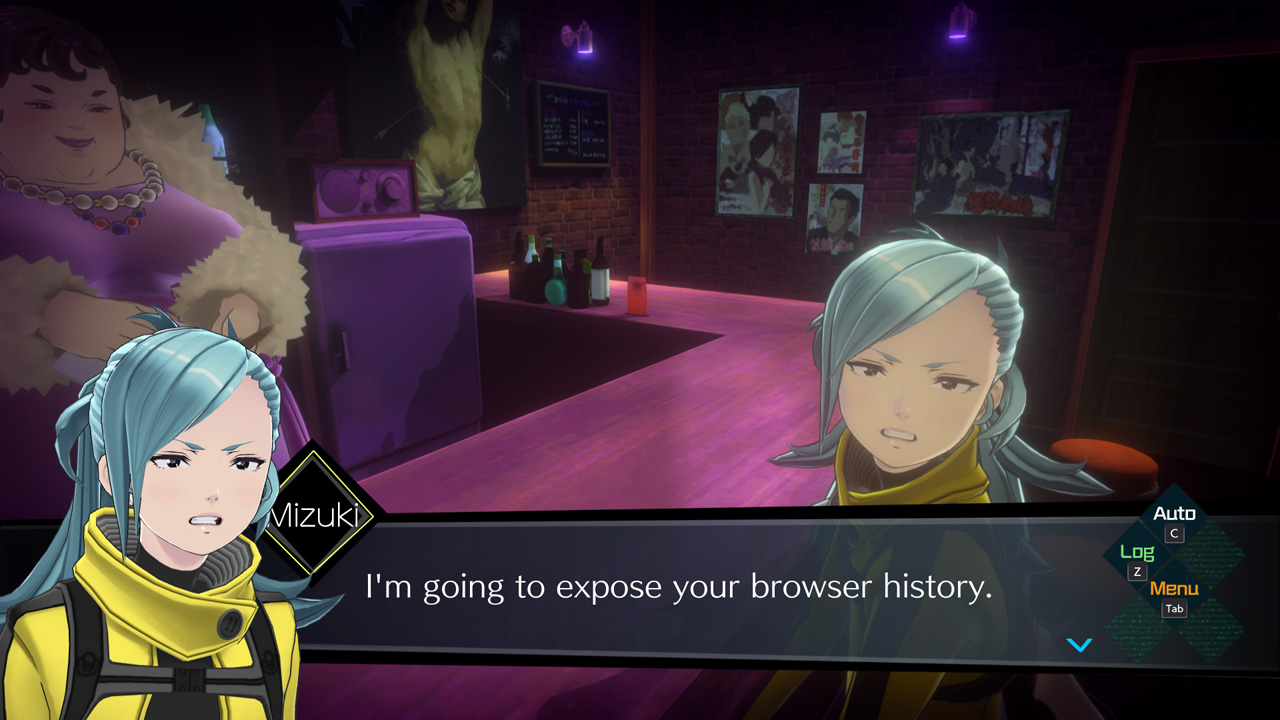 Mizuki
I'm going to expose your browser history.
Auto
C
Log
Z
Menu
Tab